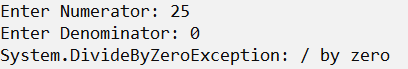 Enter Numerator: 25
Enter Denominator: 0
System.DivideByZeroException: / by zero